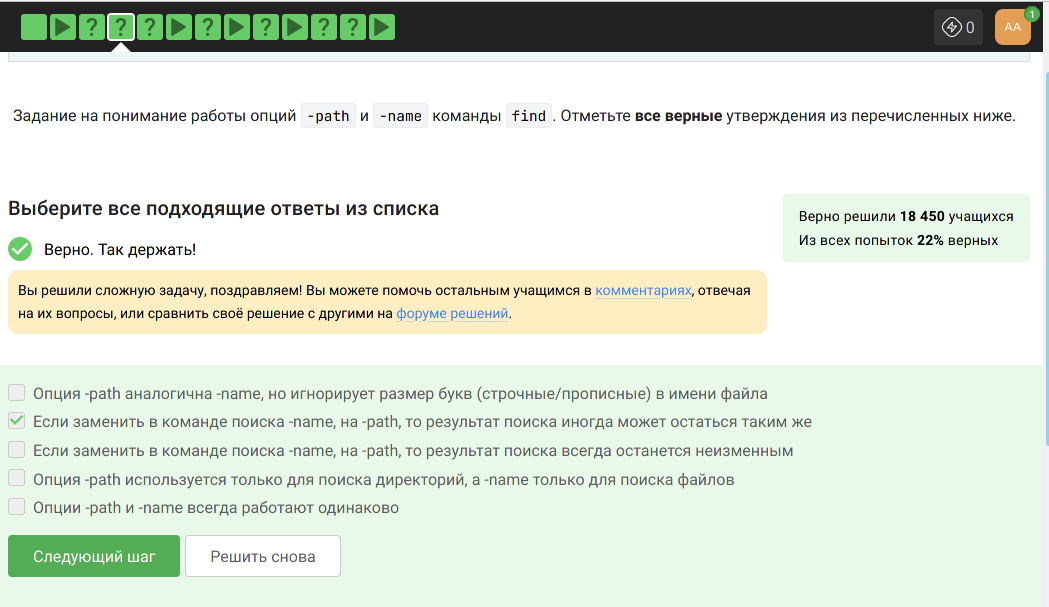 ? ? ? ? ? ? ?
0
AA
1
Задание на понимание работы опций -path и -name команды find. Отметьте все верные утверждения из перечисленных ниже.
Выберите все подходящие ответы из списка
Верно. Так держать!
Верно решили 18 450 учащихся
Из всех попыток 22% верных
Вы решили сложную задачу, поздравляем! Вы можете помочь остальным учащимся в комментариях, отвечая
на их вопросы, или сравнить своё решение с другими на форуме решений.
Опция -path аналогична -name, но игнорирует размер букв (строчные/прописные) в имени файла
Если заменить в команде поиска -name, на -path, то результат поиска иногда может остаться таким же
Если заменить в команде поиска -name, на -path, то результат поиска всегда останется неизменным
Опция -path используется только для поиска директорий, а -name только для поиска файлов
Опции -path и -name всегда работают одинаково
Следующий шаг
Решить снова